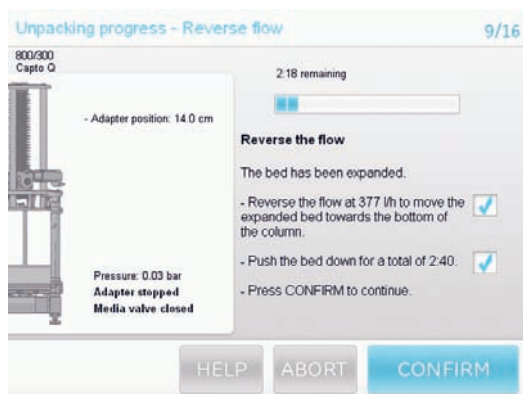 Unpacking progress - Reverse flow 9/16
800/300
Capto Q
- Adapter position: 14.0 cm
Pressure: 0.03 bar
Adapter stopped
Media valve closed
2:18 remaining
Reverse the flow
The bed has been expanded.
- Reverse the flow at 377 l/h to move the
expanded bed towards the bottom of
the column.
- Push the bed down for a total of 2:40.
- Press CONFIRM to continue.
HELP ABORT CONFIRM